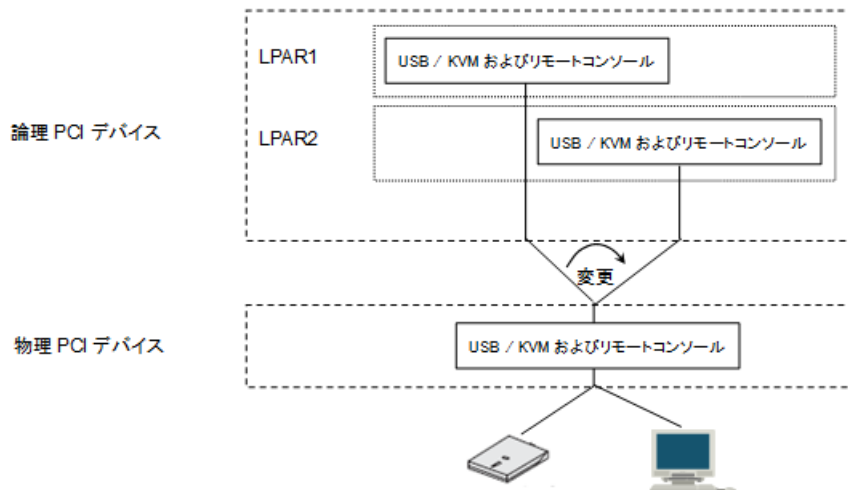 LPAR1
USB / KVM およびリモートコンソール
論理 PCI デバイス
LPAR2
USB / KVM およびリモートコンソール
変更
物理 PCI デバイス
USB / KVM およびリモートコンソール